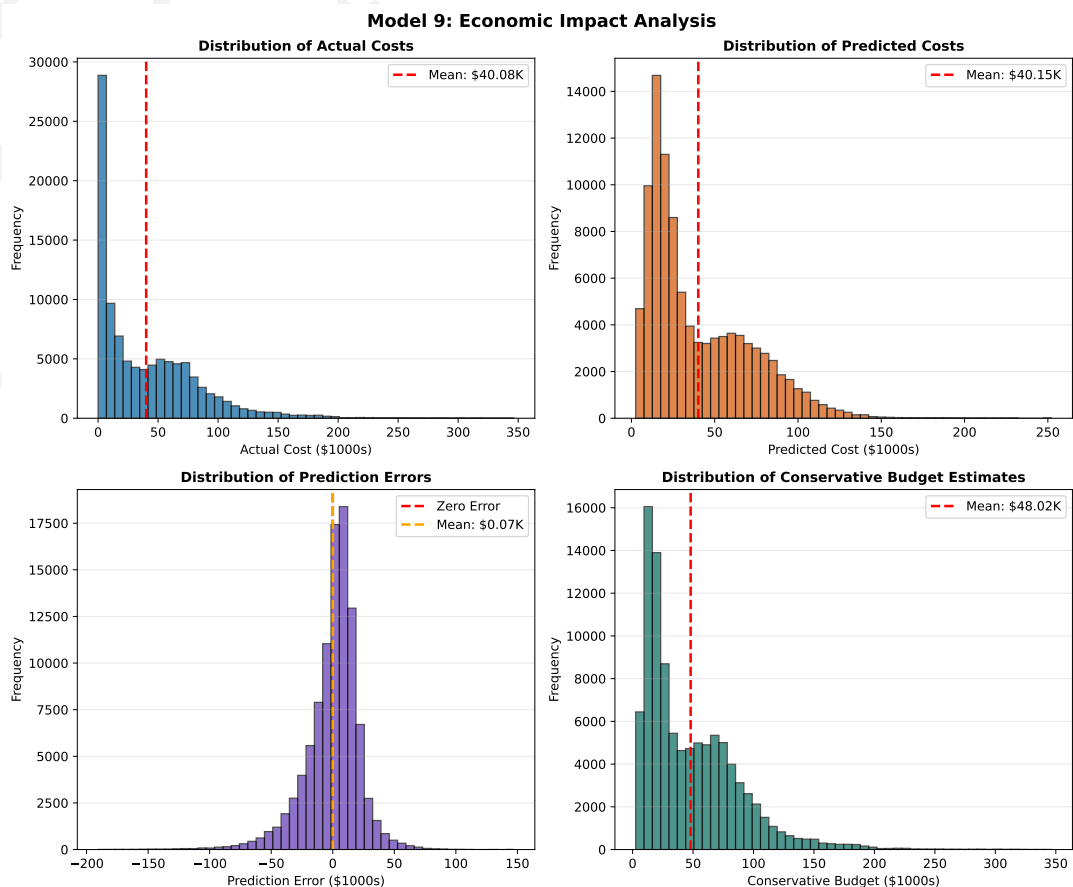 Model 9: Economic Impact Analysis
Distribution of Actual Costs
Mean: $40.08K
30000
25000
20000
15000
10000
5000
0
Frequency
0 50 100 150 200 250 300 350
Actual Cost ($1000s)
Distribution of Predicted Costs
Mean: $40.15K
14000
12000
10000
8000
6000
4000
2000
0
Frequency
0 50 100 150 200 250
Predicted Cost ($1000s)
Distribution of Prediction Errors
Zero Error
Mean: $0.07K
17500
15000
12500
10000
7500
5000
2500
0
Frequency
−200 −150 −100 −50 0 50 100 150
Prediction Error ($1000s)
Distribution of Conservative Budget Estimates
Mean: $48.02K
16000
14000
12000
10000
8000
6000
4000
2000
0
Frequency
0 50 100 150 200 250 300 350
Conservative Budget ($1000s)